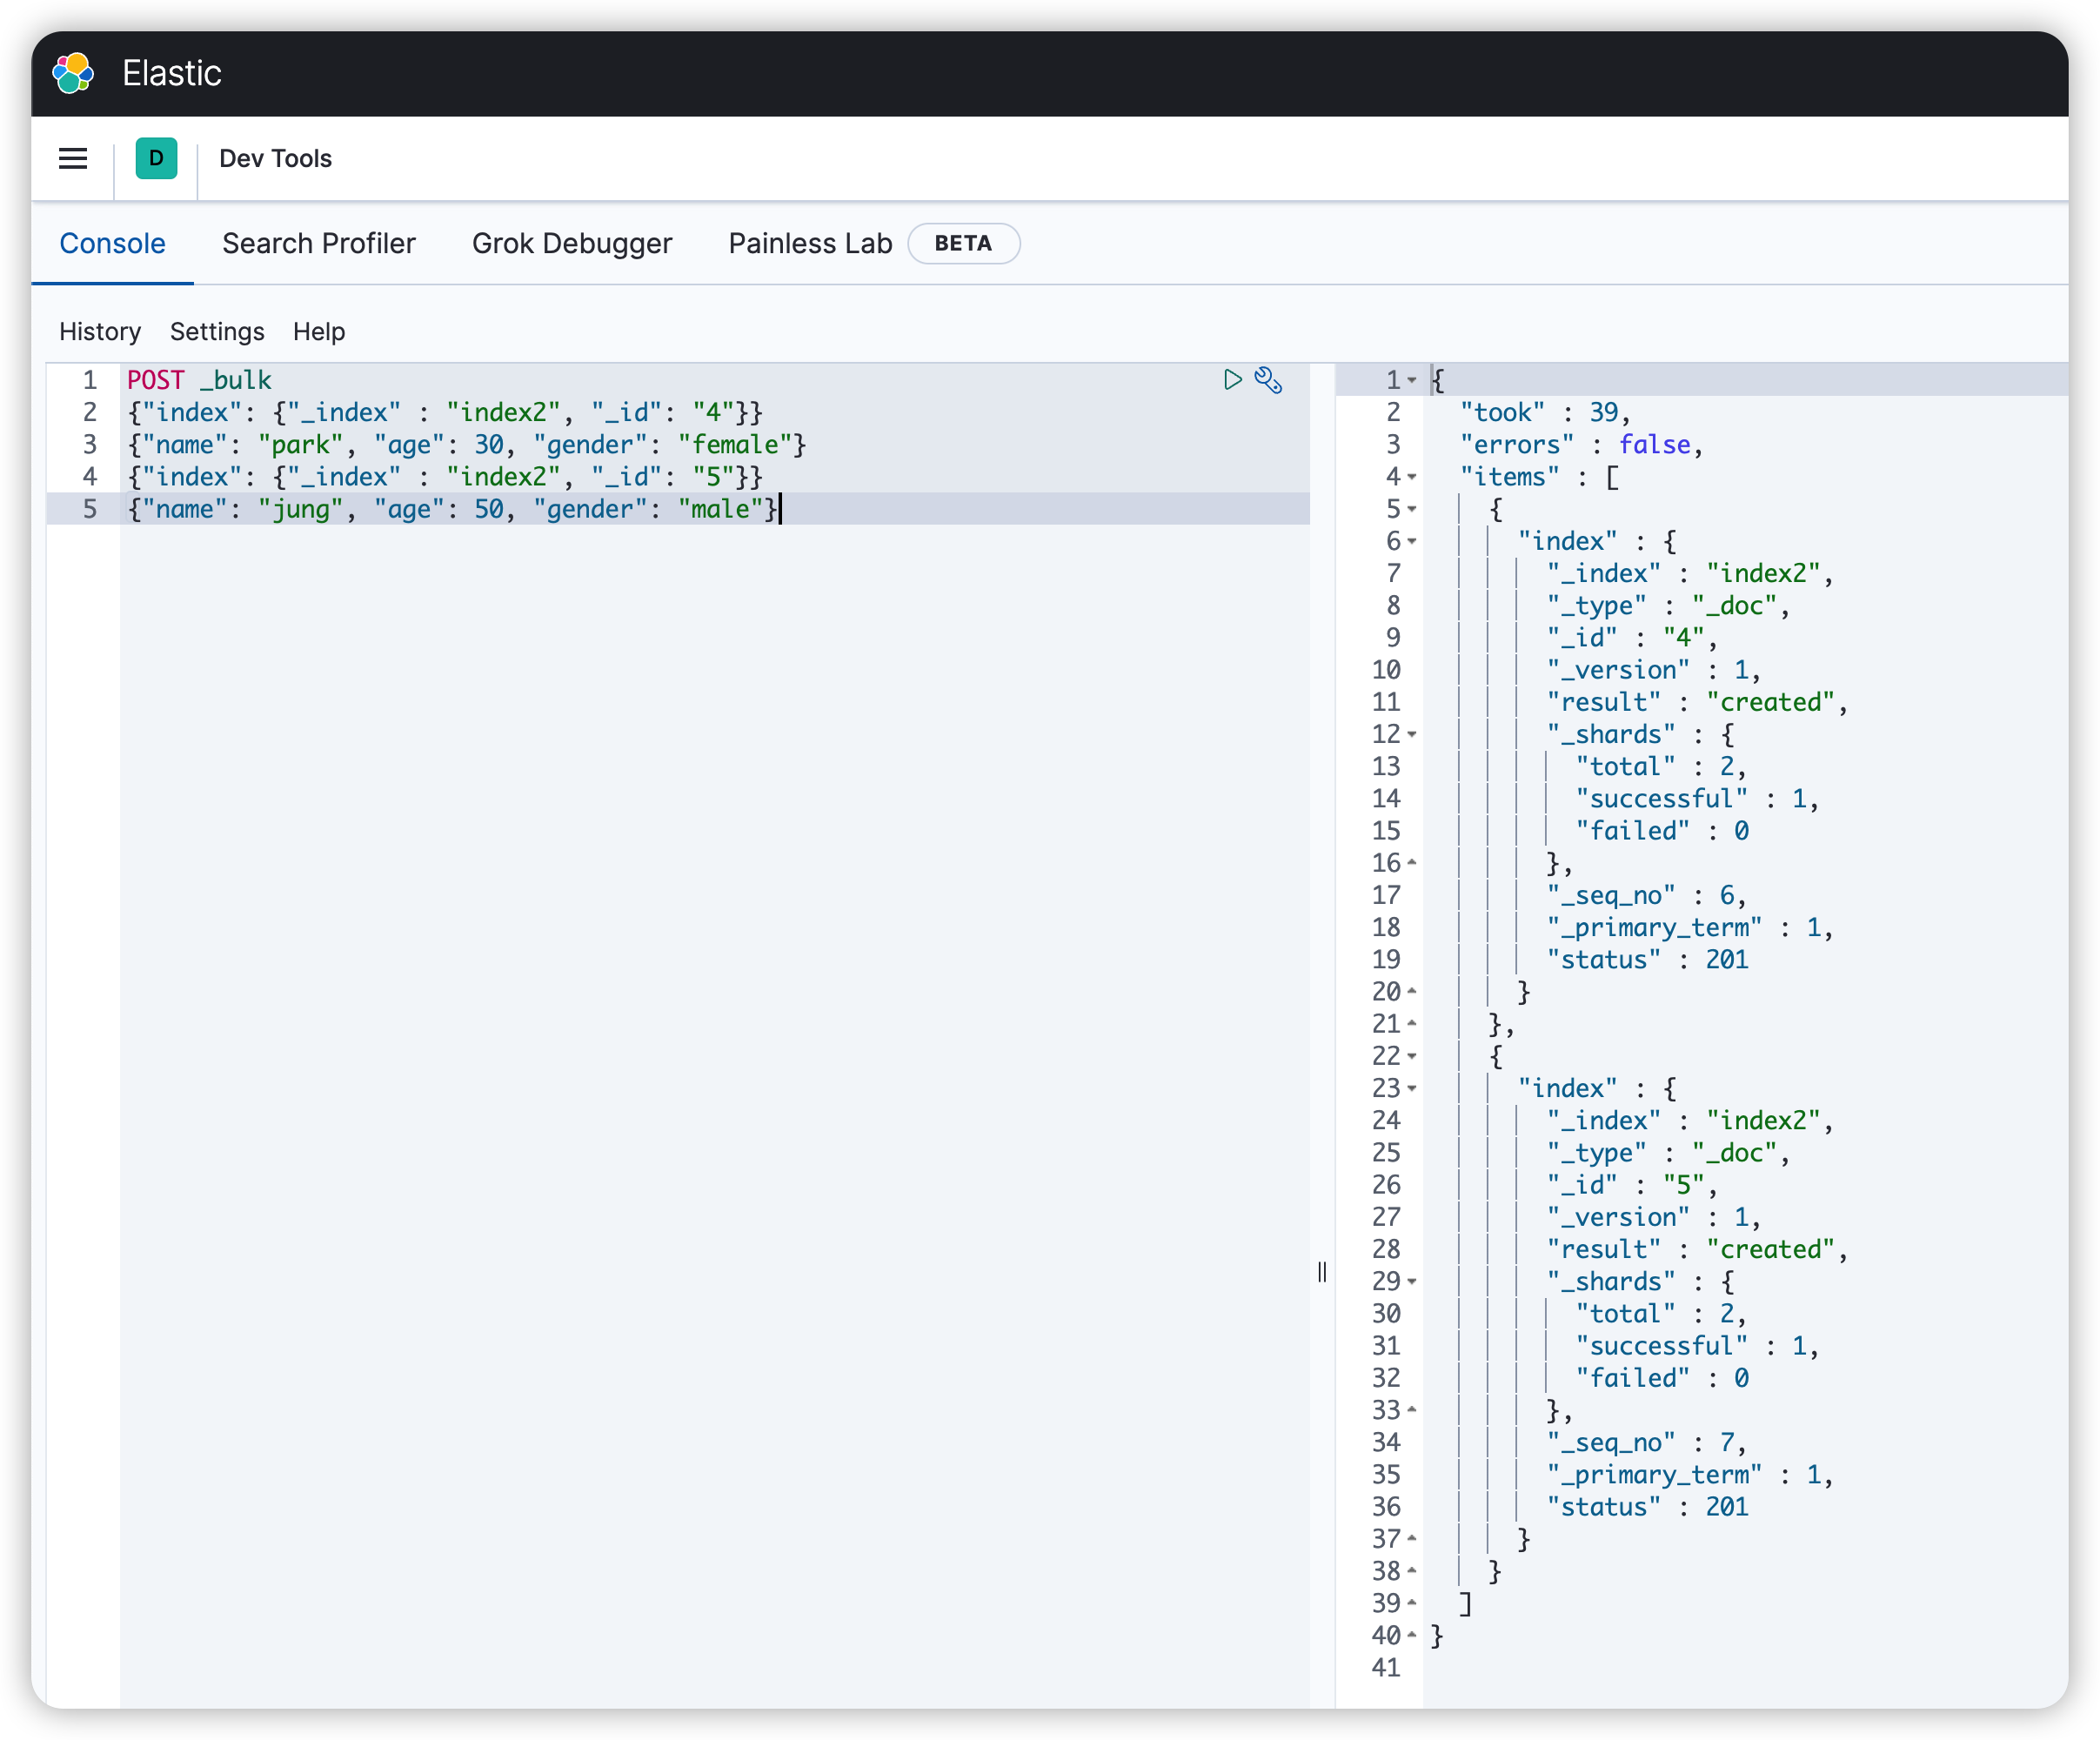 Elastic
D
Dev Tools
Console Search Profiler Grok Debugger Painless Lab BETA
History Settings Help
1 POST _bulk
2 {"index": {"_index" : "index2", "_id": "4"}}
3 {"name": "park", "age": 30, "gender": "female"}
4 {"index": {"_index" : "index2", "_id": "5"}}
5 {"name": "jung", "age": 50, "gender": "male"}
1 {
2 "took" : 39,
3 "errors" : false,
4 "items" : [
5 {
6 "index" : {
7 "_index" : "index2",
8 "_type" : "_doc",
9 "_id" : "4",
10 "_version" : 1,
11 "result" : "created",
12 "_shards" : {
13 "total" : 2,
14 "successful" : 1,
15 "failed" : 0
16 },
17 "_seq_no" : 6,
18 "_primary_term" : 1,
19 "status" : 201
20 }
21 },
22 {
23 "index" : {
24 "_index" : "index2",
25 "_type" : "_doc",
26 "_id" : "5",
27 "_version" : 1,
28 "result" : "created",
29 "_shards" : {
30 "total" : 2,
31 "successful" : 1,
32 "failed" : 0
33 },
34 "_seq_no" : 7,
35 "_primary_term" : 1,
36 "status" : 201
37 }
38 }
39 ]
40 }
41